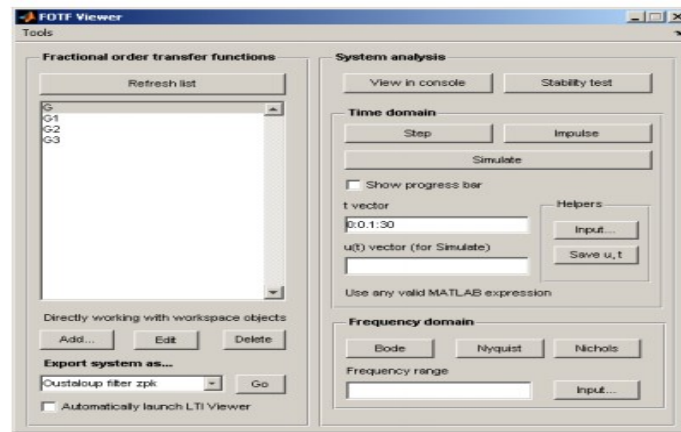 FOTF Viewer
Tools
Fractional order transfer functions
Refresh list
G
G1
G2
G3
Directly working with workspace objects
Add...
Edit
Delete
Export system as...
Oustaloup filter zpk
Go
Automatically launch LTI Viewer
System analysis
View in console
Stability test
Time domain
Step
Impulse
Simulate
Show progress bar
t vector
0:0.1:30
u(t) vector (for Simulate)
Helpers
Input...
Save u, t
Use any valid MATLAB expression
Frequency domain
Bode
Nyquist
Nichols
Frequency range
Input...